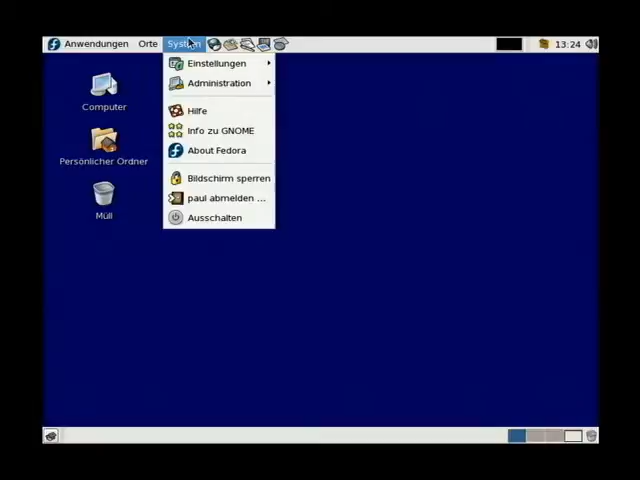 Anwendungen Orte System 13:24
Einstellungen
Administration
Computer
Hilfe
Info zu GNOME
About Fedora
Persönlicher Ordner
Bildschirm sperren
paul abmelden ...
Müll
Ausschalten